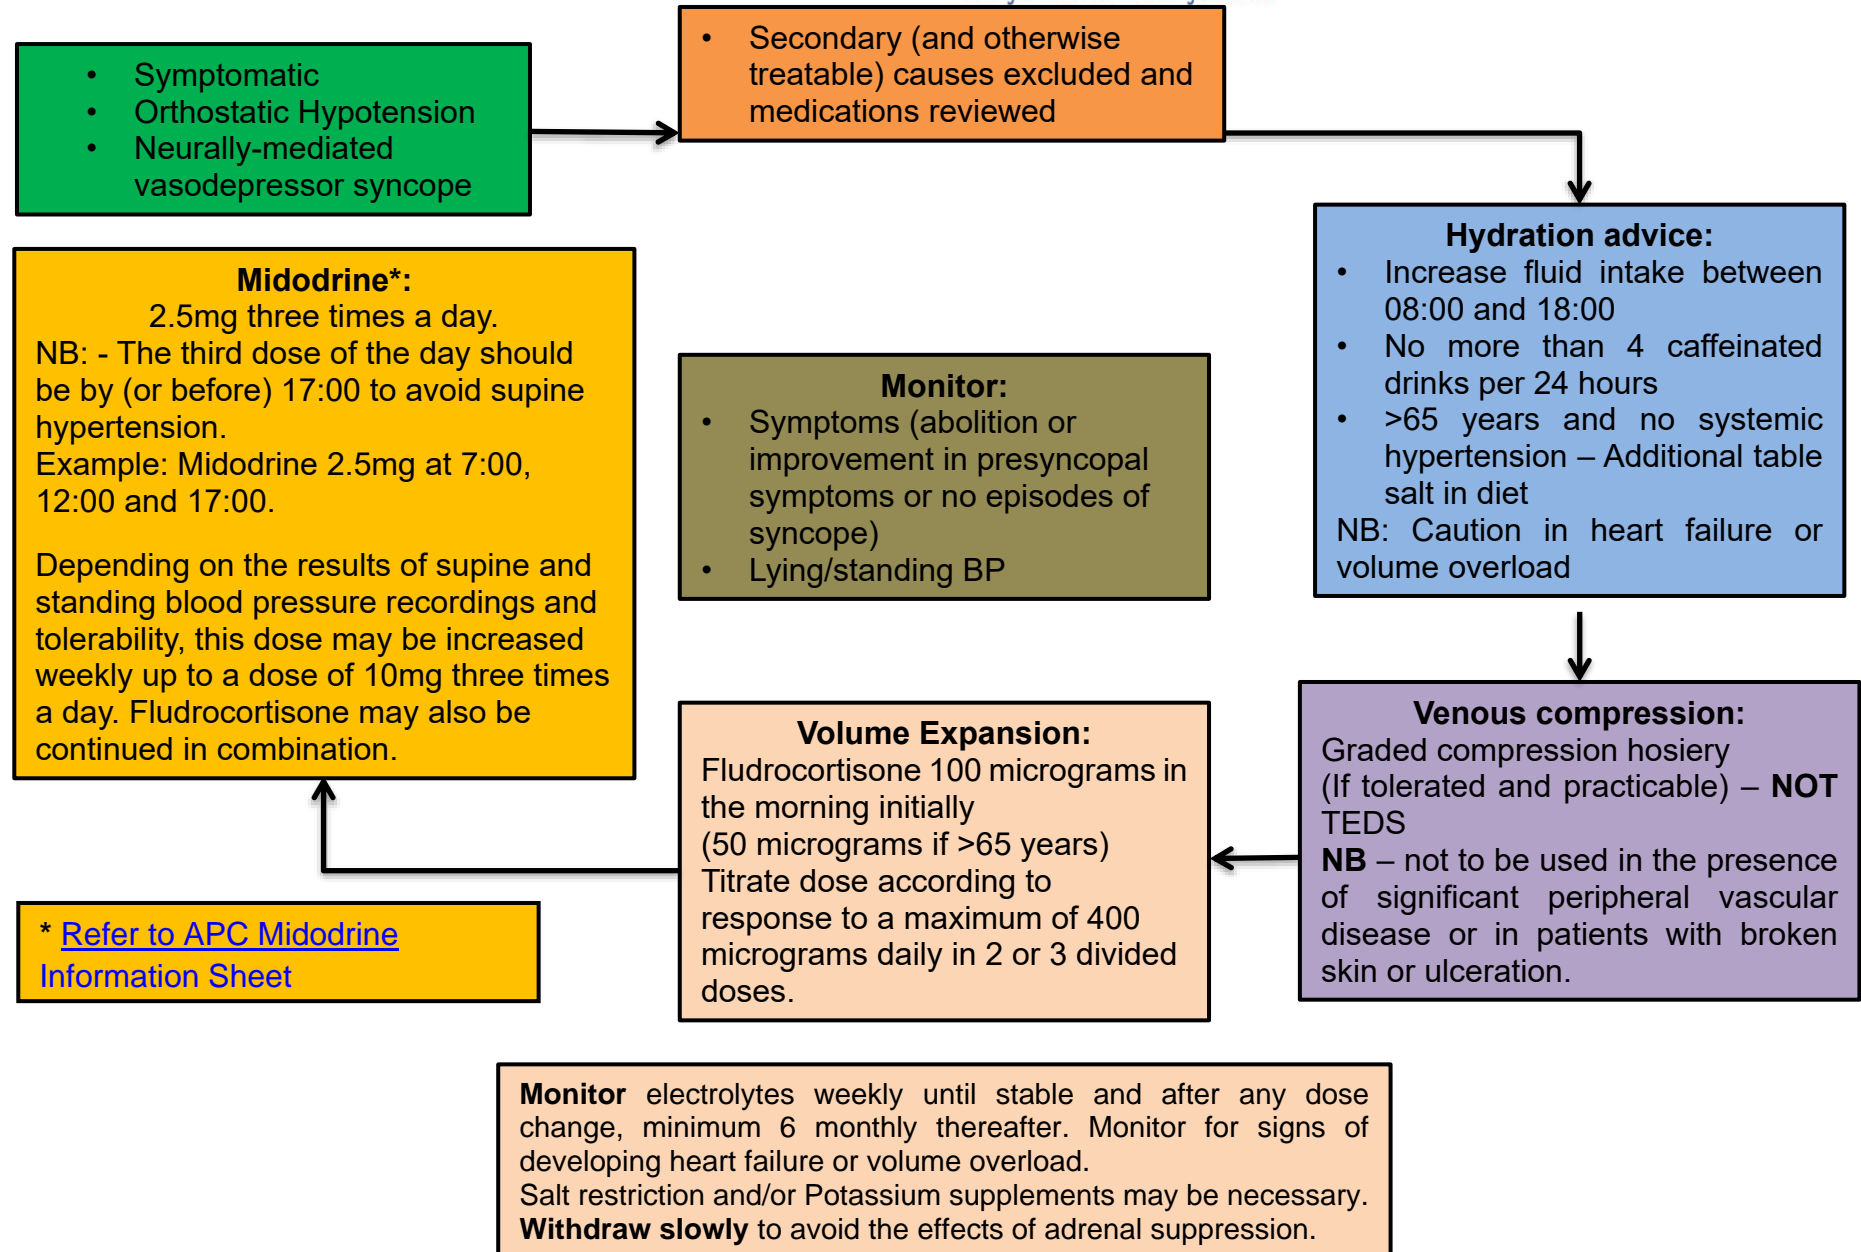 • Symptomatic
• Orthostatic Hypotension
• Neurally-mediated
vasodepressor syncope
• Secondary (and otherwise
treatable) causes excluded and
medications reviewed
Hydration advice:
• Increase fluid intake between
08:00 and 18:00
• No more than 4 caffeinated
drinks per 24 hours
• >65 years and no systemic
hypertension – Additional table
salt in diet
NB: Caution in heart failure or
volume overload
Venous compression:
Graded compression hosiery
(If tolerated and practicable) – NOT
TEDS
NB – not to be used in the presence
of significant peripheral vascular
disease or in patients with broken
skin or ulceration.
Volume Expansion:
Fludrocortisone 100 micrograms in
the morning initially
(50 micrograms if >65 years)
Titrate dose according to
response to a maximum of 400
micrograms daily in 2 or 3 divided
doses.
Midodrine*:
2.5mg three times a day.
NB: - The third dose of the day should
be by (or before) 17:00 to avoid supine
hypertension.
Example: Midodrine 2.5mg at 7:00,
12:00 and 17:00.
Depending on the results of supine and
standing blood pressure recordings and
tolerability, this dose may be increased
weekly up to a dose of 10mg three times
a day. Fludrocortisone may also be
continued in combination.
Monitor:
• Symptoms (abolition or
improvement in presyncopal
symptoms or no episodes of
syncope)
• Lying/standing BP
* Refer to APC Midodrine
Information Sheet
Monitor electrolytes weekly until stable and after any dose
change, minimum 6 monthly thereafter. Monitor for signs of
developing heart failure or volume overload.
Salt restriction and/or Potassium supplements may be necessary.
Withdraw slowly to avoid the effects of adrenal suppression.